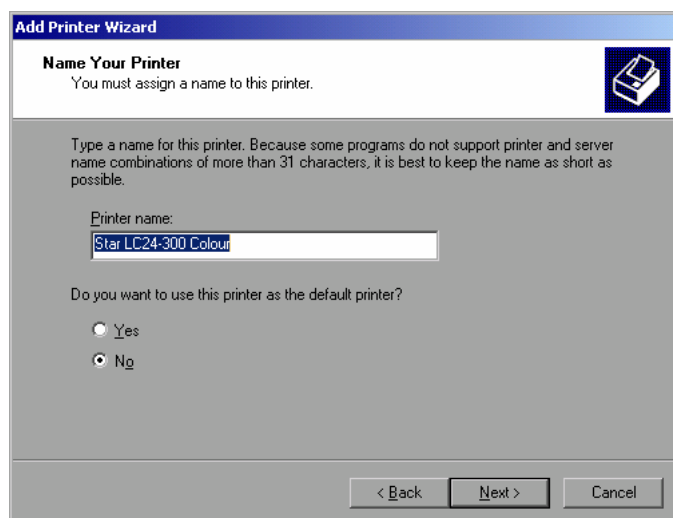 Add Printer Wizard
Name Your Printer
You must assign a name to this printer.
Type a name for this printer. Because some programs do not support printer and server
name combinations of more than 31 characters, it is best to keep the name as short as
possible.
Printer name:
Star LC24-300 Colour
Do you want to use this printer as the default printer?
Yes
No
< Back
Next >
Cancel